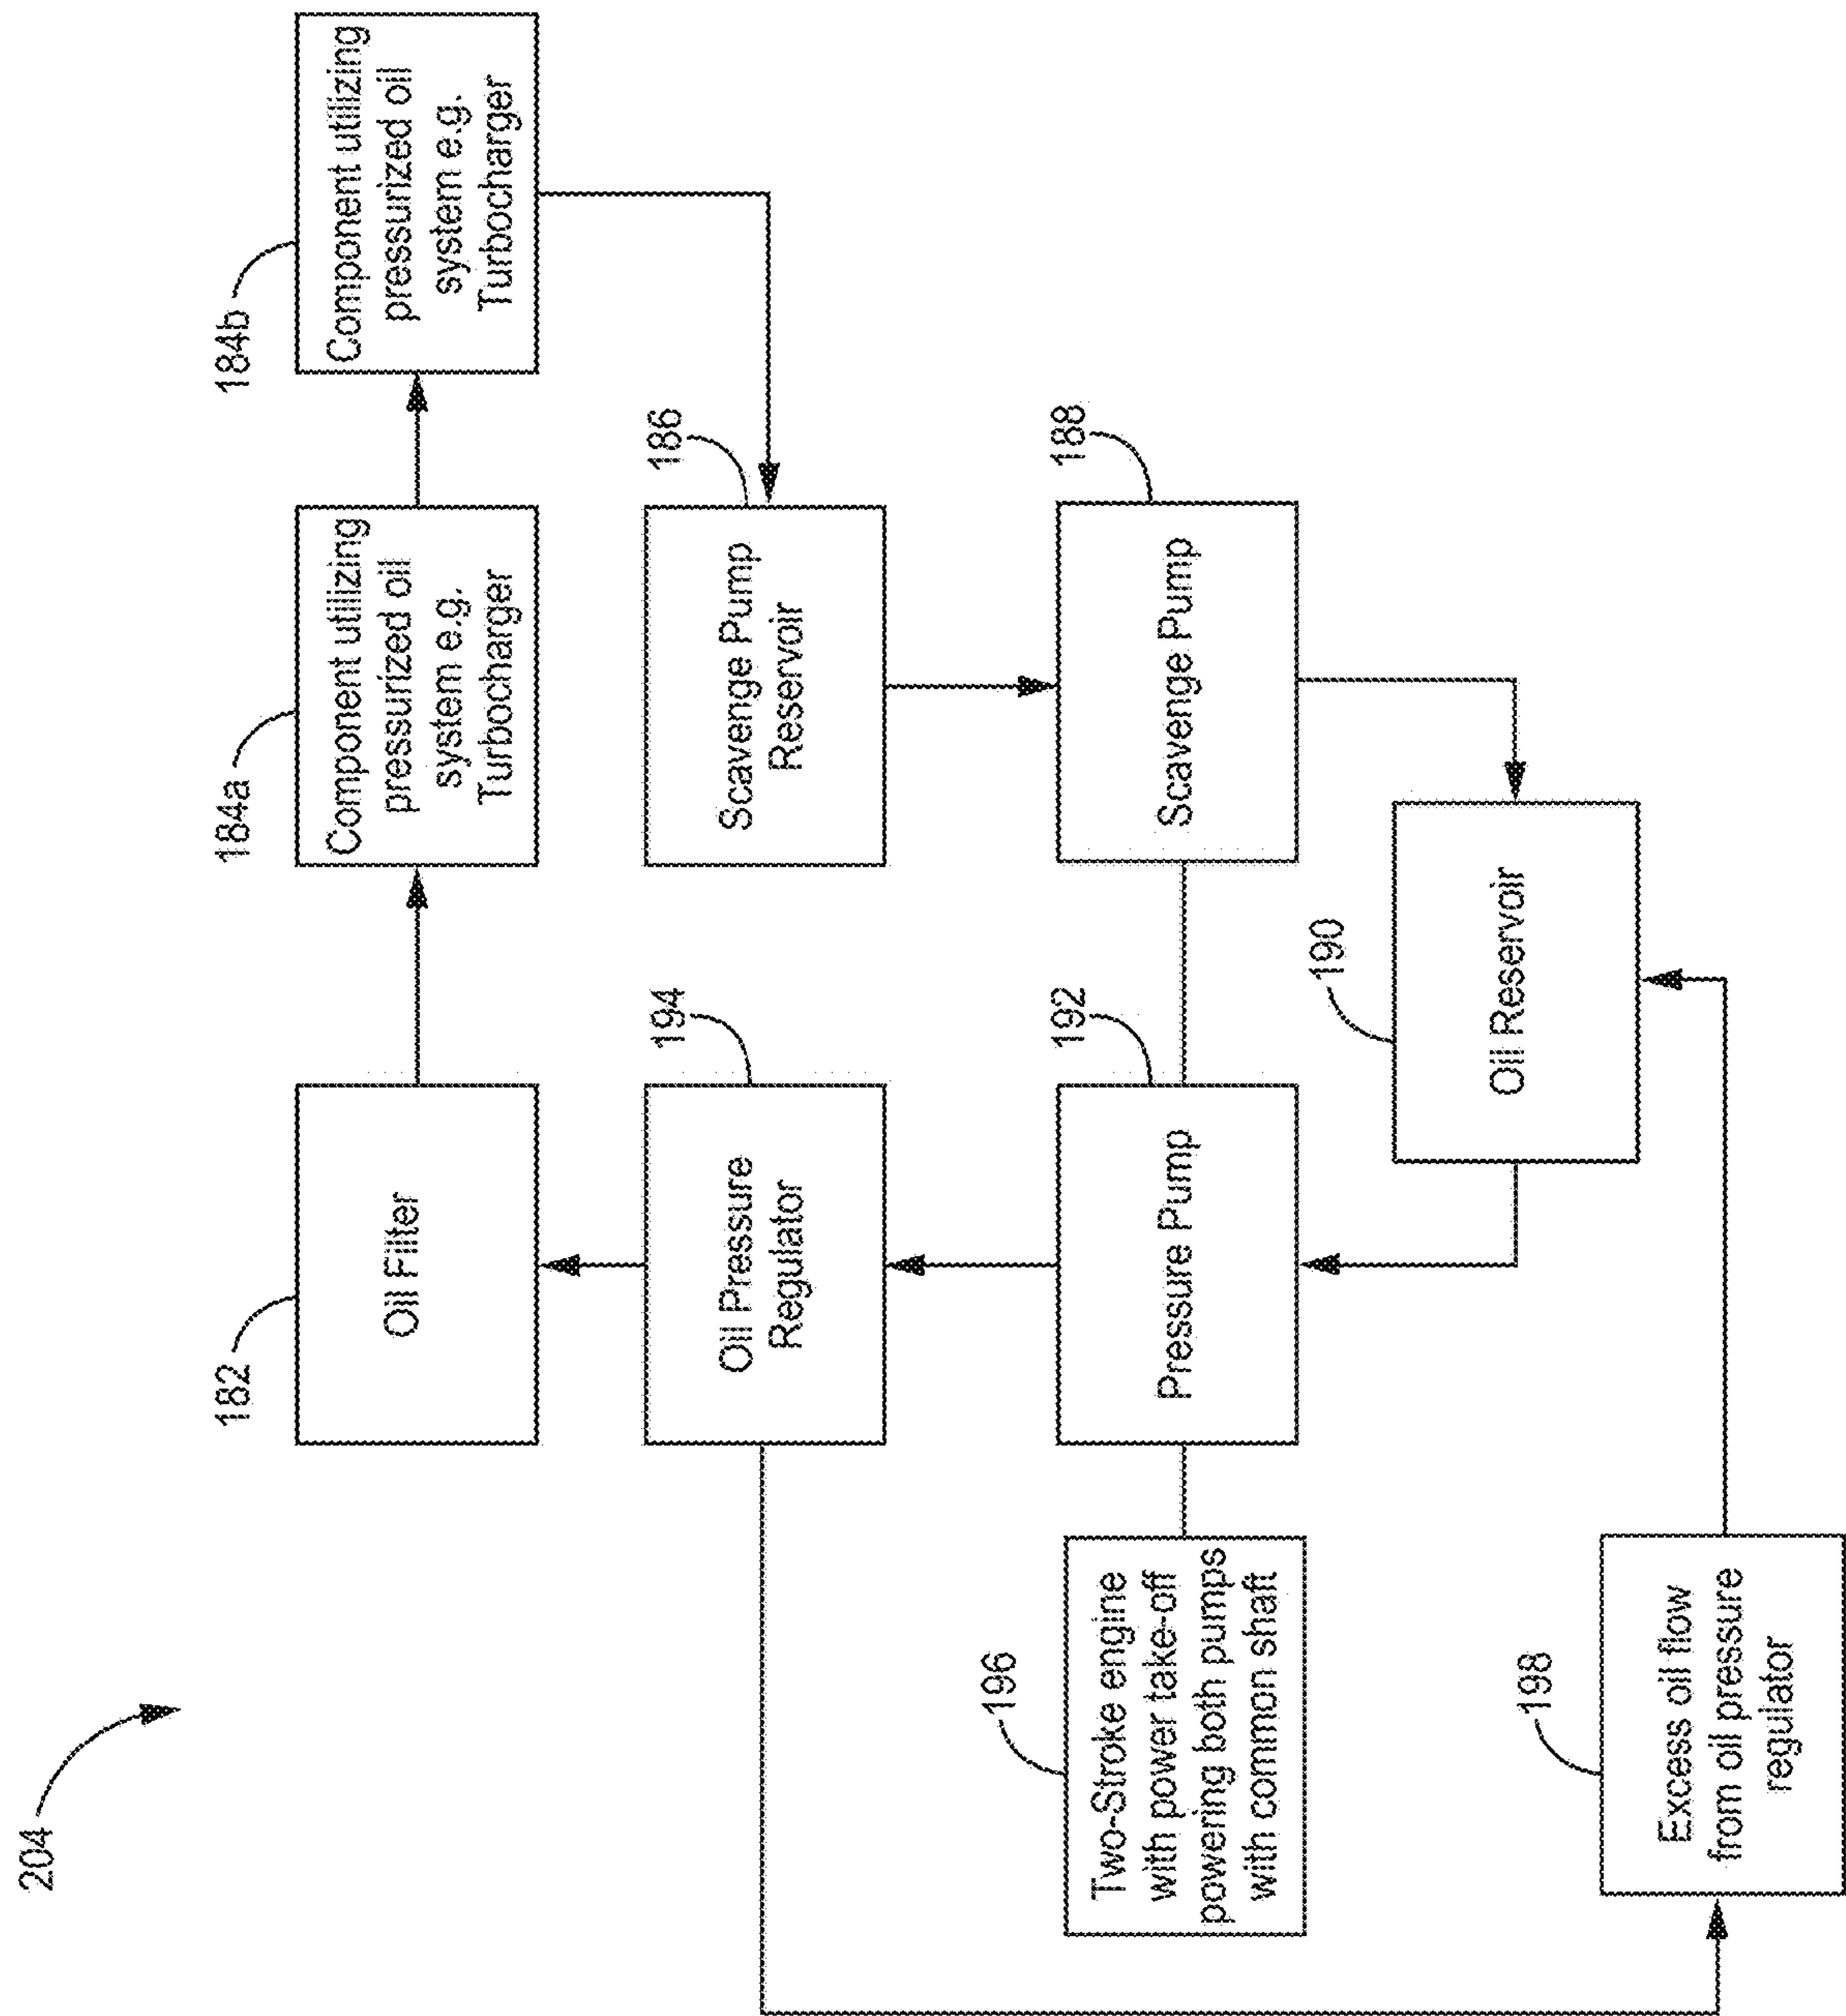 204
182
Oil Filter
184a
Component utilizing
pressurized oil
system e.g.
Turbocharger
184b
Component utilizing
pressurized oil
system e.g.
Turbocharger
194
Oil Pressure
Regulator
186
Scavenge Pump
Reservoir
196
Two-Stroke engine
with power take-off
powering both pumps
with common shaft
192
Pressure Pump
188
Scavenge Pump
190
Oil Reservoir
198
Excess oil flow
from oil pressure
regulator